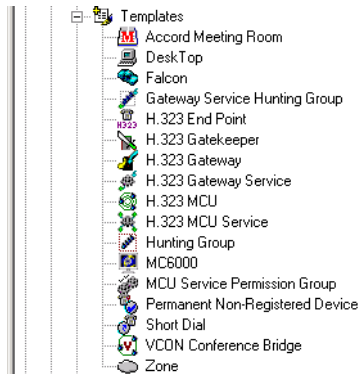 Templates
Accord Meeting Room
DeskTop
Falcon
Gateway Service Hunting Group
H.323 End Point
H.323 Gatekeeper
H.323 Gateway
H.323 Gateway Service
H.323 MCU
H.323 MCU Service
Hunting Group
MC6000
MCU Service Permission Group
Permanent Non-Registered Device
Short Dial
VCON Conference Bridge
Zone